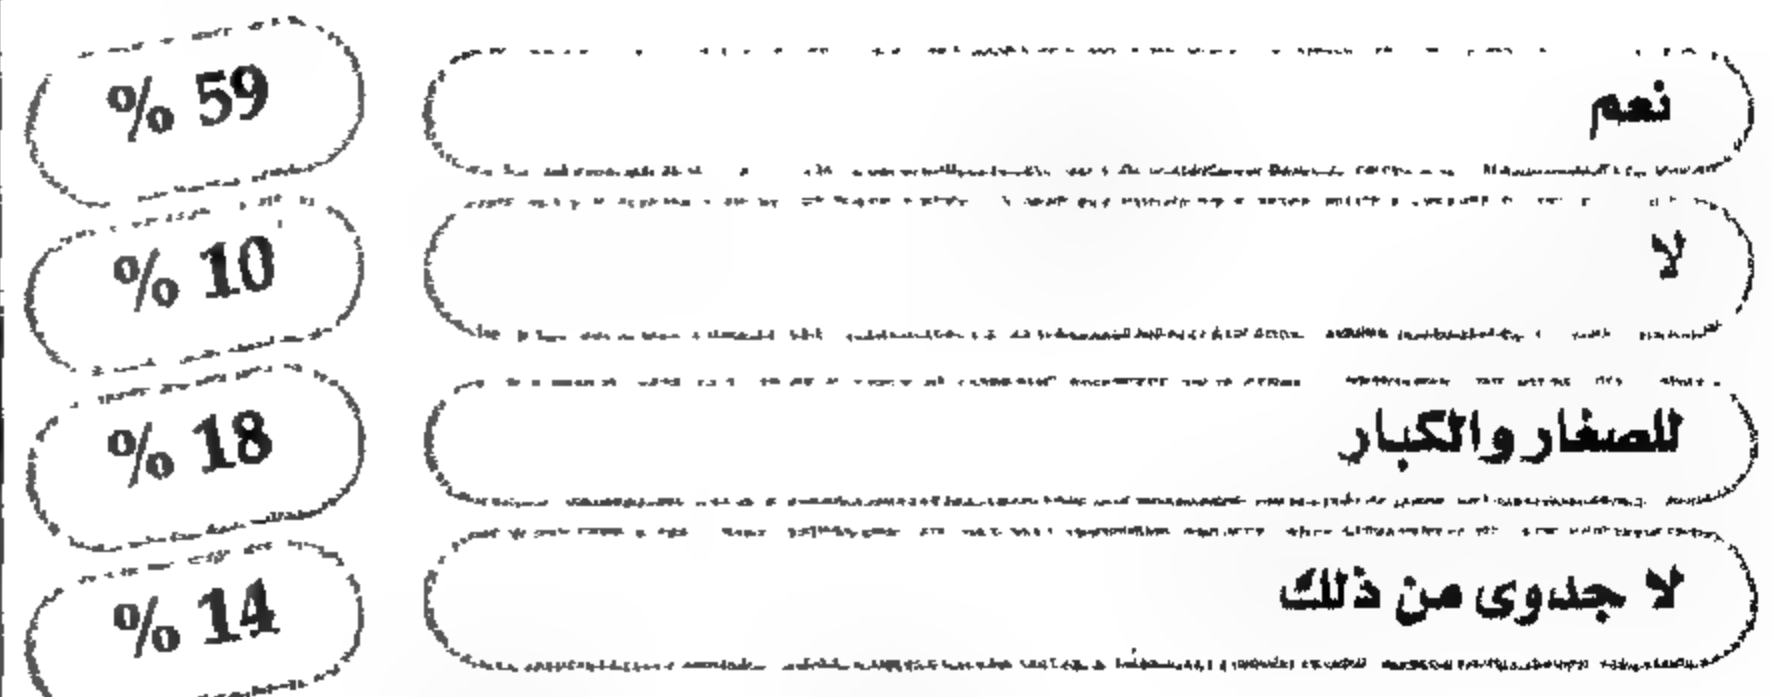 نعم % 59
لا % 10
للصغار والكبار % 18
لا جدوى من ذلك % 14